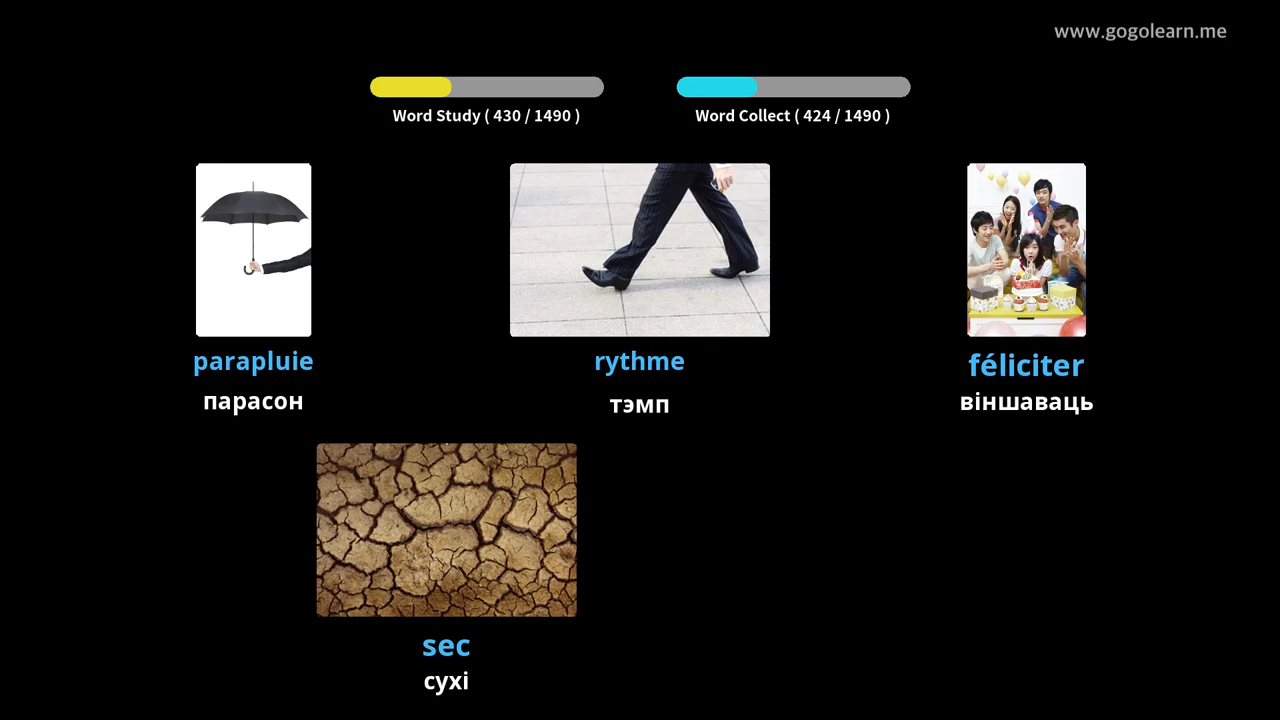 www.gogolearn.me
Word Study ( 430 / 1490 )
Word Collect ( 424 / 1490 )
parapluie
парасон
rythme
тэмп
féliciter
віншаваць
sec
сухі